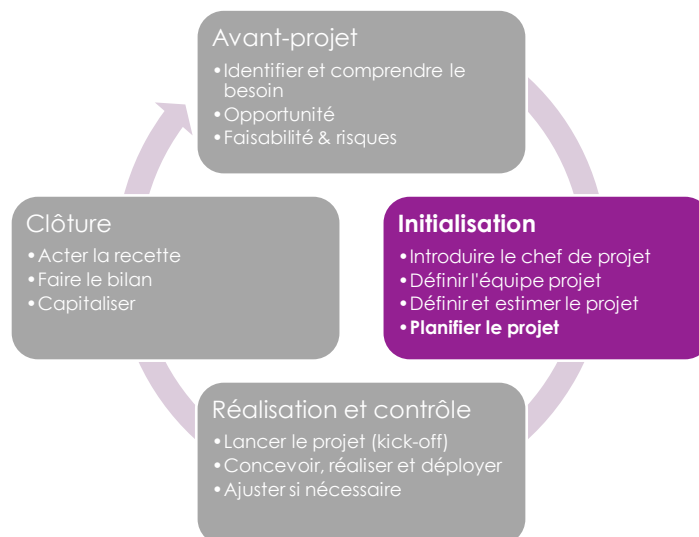 Avant-projet
•Identifier et comprendre le
besoin
•Opportunité
•Faisabilité & risques
Initialisation
•Introduire le chef de projet
•Définir l'équipe projet
•Définir et estimer le projet
•Planifier le projet
Réalisation et contrôle
•Lancer le projet (kick-off)
•Concevoir, réaliser et déployer
•Ajuster si nécessaire
Clôture
•Acter la recette
•Faire le bilan
•Capitaliser